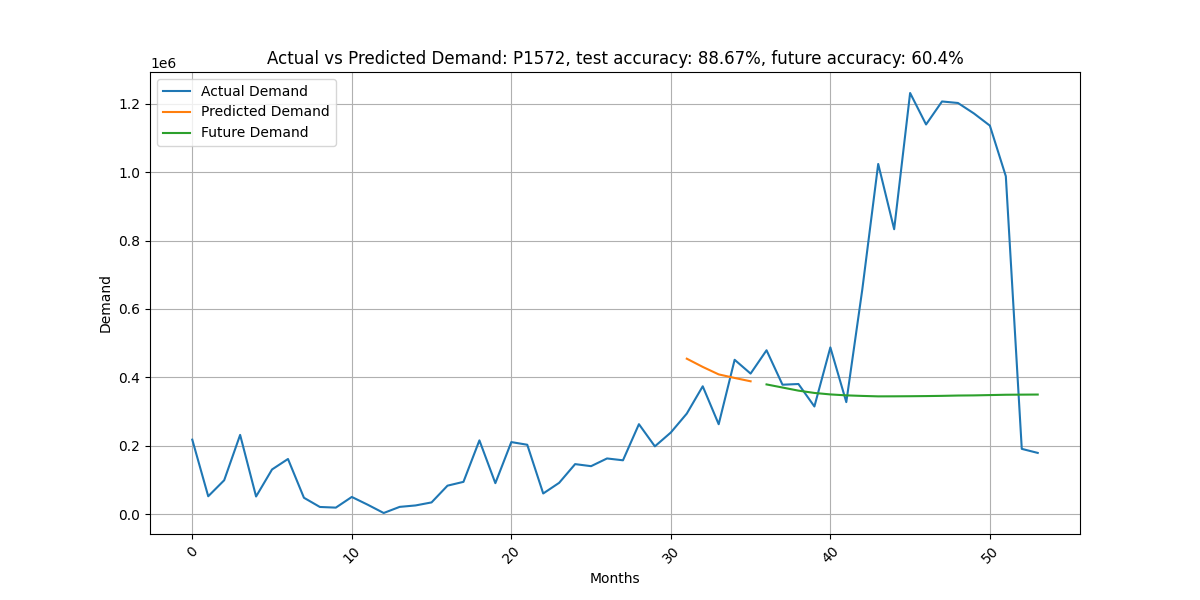 Actual vs Predicted Demand: P1572, test accuracy: 88.67%, future accuracy: 60.4%
1e6
Actual Demand
Predicted Demand
Future Demand
1.2
1.0
0.8
0.6
0.4
0.2
0.0
Demand
0 10 20 30 40 50
Months